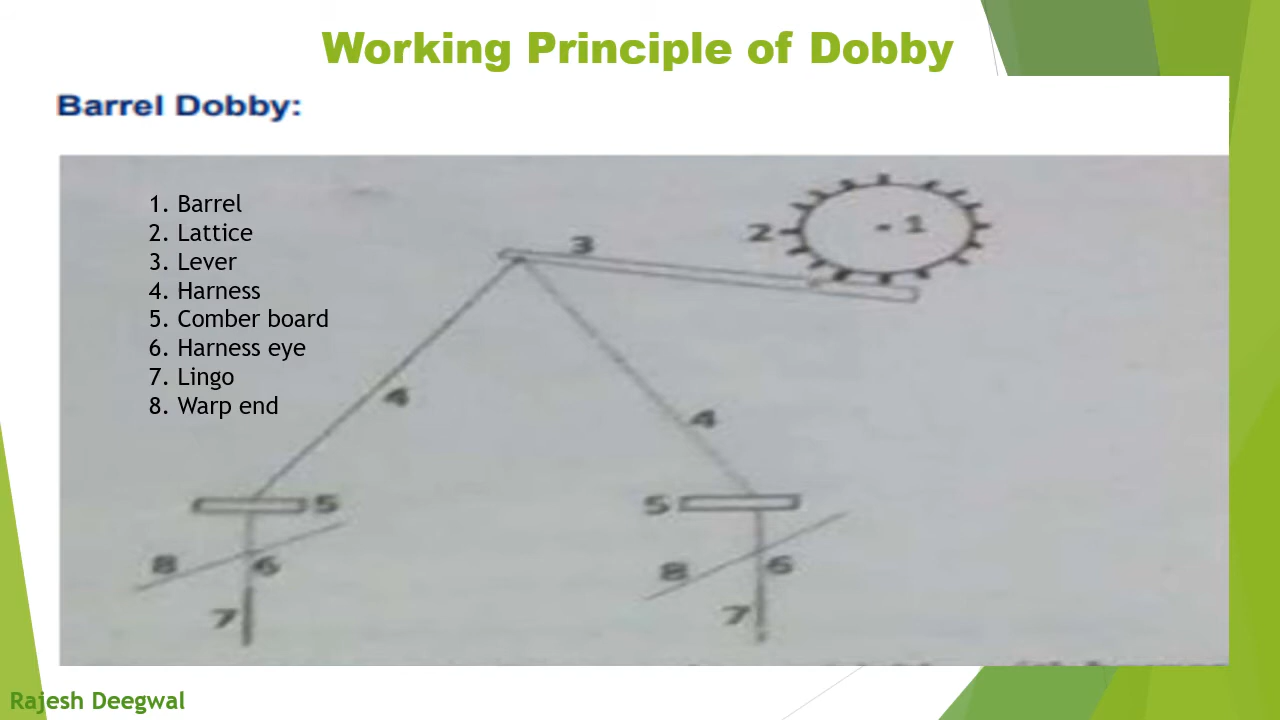 Working Principle of Dobby
Barrel Dobby:
1. Barrel
2. Lattice
3. Lever
4. Harness
5. Comber board
6. Harness eye
7. Lingo
8. Warp end
2
1
3
4
4
5
5
8
6
8
6
7
7
Rajesh Deegwal